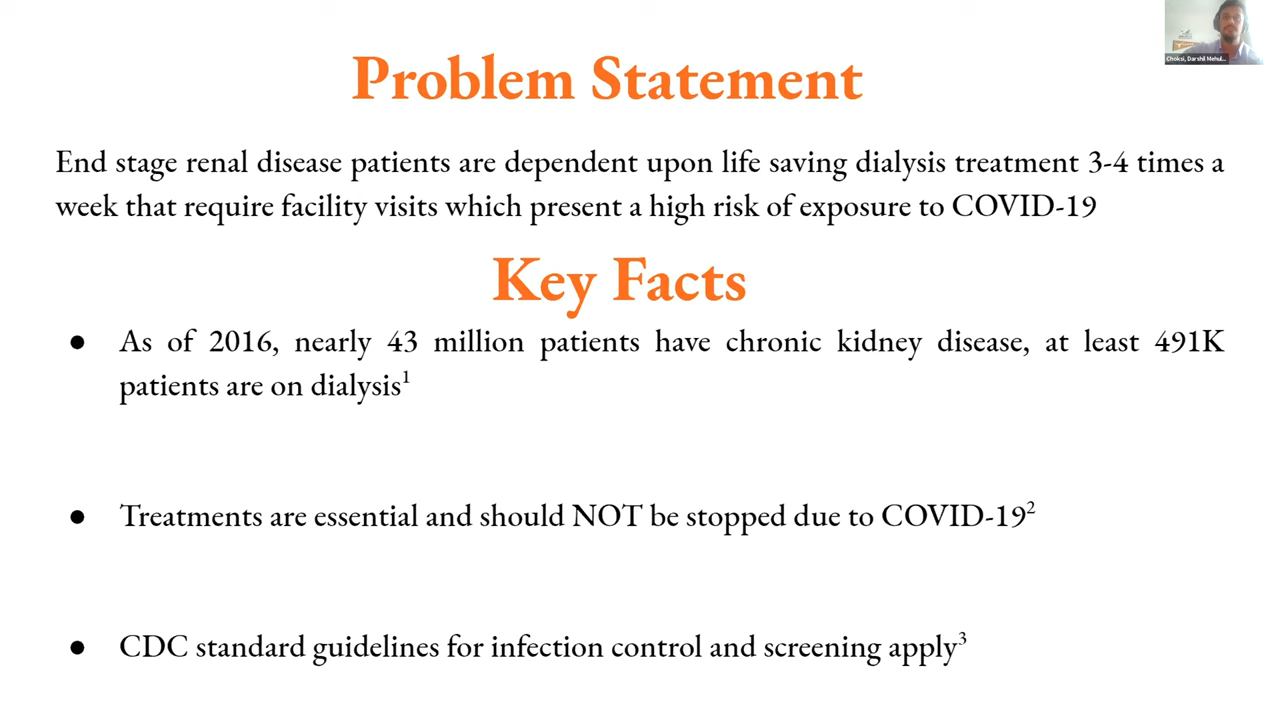 Problem Statement
Choksi, Darshil Mehul...
End stage renal disease patients are dependent upon life saving dialysis treatment 3-4 times a
week that require facility visits which present a high risk of exposure to COVID-19
Key Facts
● As of 2016, nearly 43 million patients have chronic kidney disease, at least 491K
patients are on dialysis¹
● Treatments are essential and should NOT be stopped due to COVID-19²
● CDC standard guidelines for infection control and screening apply³